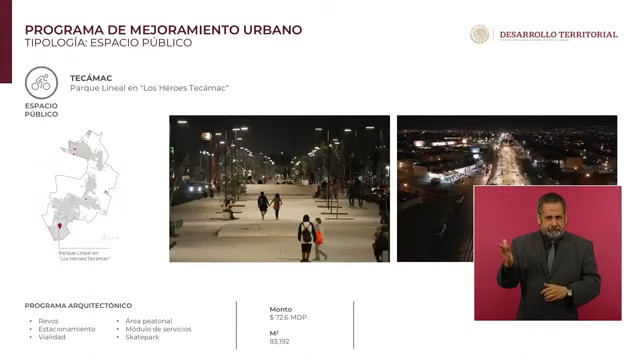 PROGRAMA DE MEJORAMIENTO URBANO
TIPOLOGÍA: ESPACIO PÚBLICO
DESARROLLO TERRITORIAL
TECÁMAC
Parque Lineal en "Los Héroes Tecámac"
ESPACIO
PÚBLICO
Parque Lineal en
"Los Héroes Tecámac"
PROGRAMA ARQUITECTÓNICO
• Revos
• Estacionamiento
• Vialidad
• Área peatonal
• Módulo de servicios
• Skatepark
Monto
$ 72.6 MDP
M²
83,192